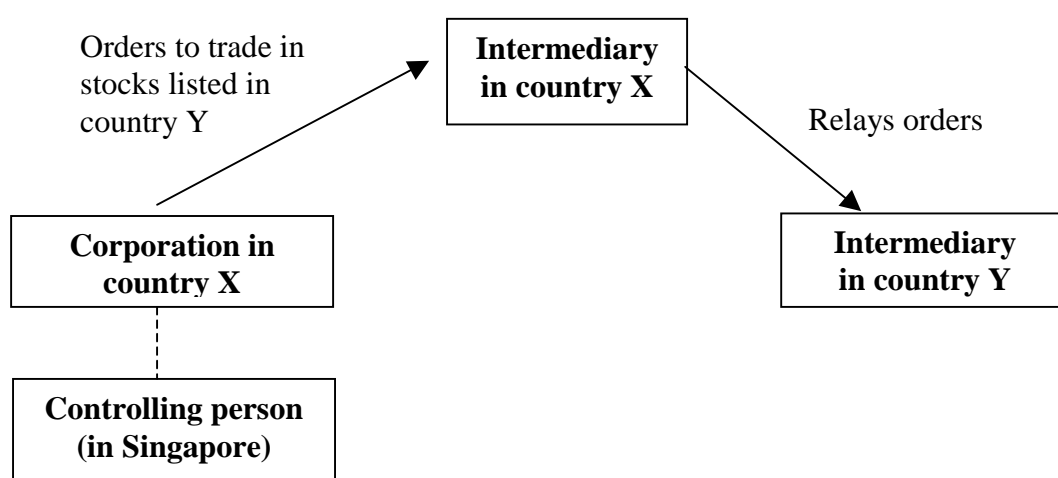 Orders to trade in
stocks listed in
country Y
Intermediary
in country X
Relays orders
Corporation in
country X
Intermediary
in country Y
Controlling person
(in Singapore)